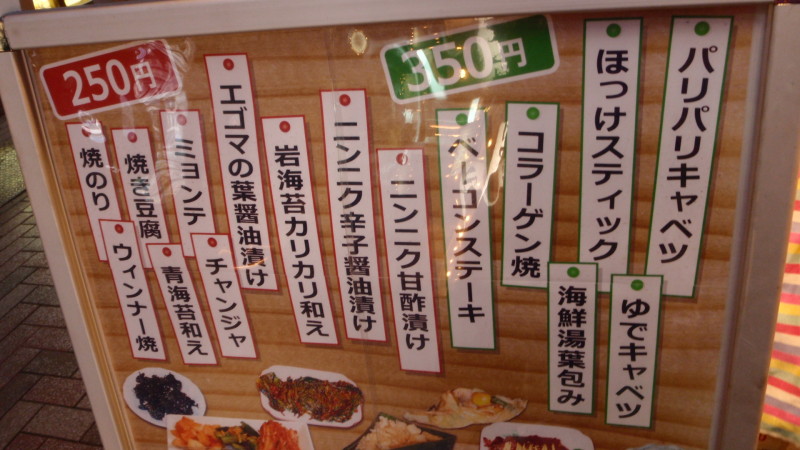 250円
350円
パリパリキャベツ
ほっけスティック
コラーゲン焼
ベーコンステーキ
ゆでキャベツ
海鮮湯葉包み
ニンニク甘酢漬け
ニンニク辛子醤油漬け
岩海苔カリカリ和え
エゴマの葉醤油漬け
ミョンテ
焼き豆腐
焼のり
チャンジャ
青海苔和え
ウィンナー焼